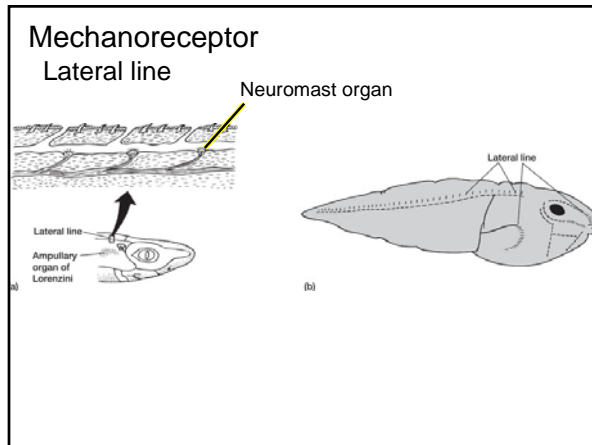 Mechanoreceptor
Lateral line
Neuromast organ
Lateral line
Lateral line
Ampullary
organ of
Lorenzini
a)
(b)